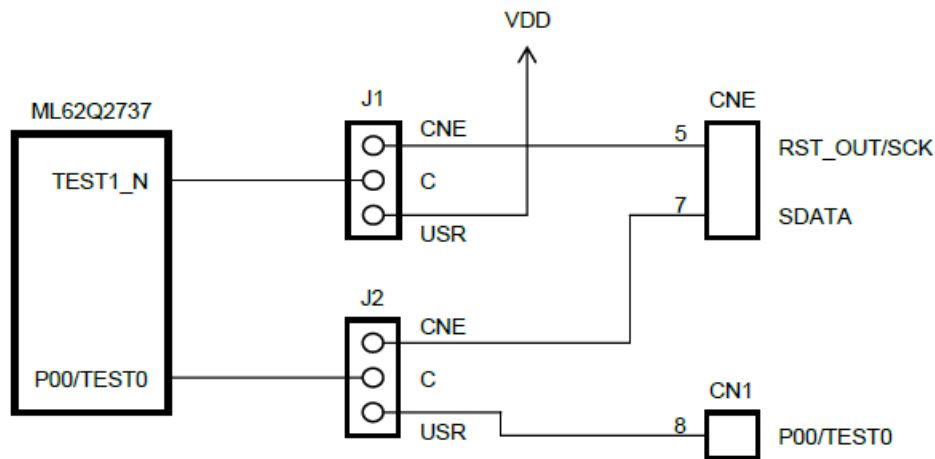 VDD
J1
CNE
ML62Q2737
CNE
5
RST_OUT/SCK
TEST1_N
C
7
SDATA
USR
J2
CNE
P00/TEST0
C
CN1
USR
8
P00/TEST0